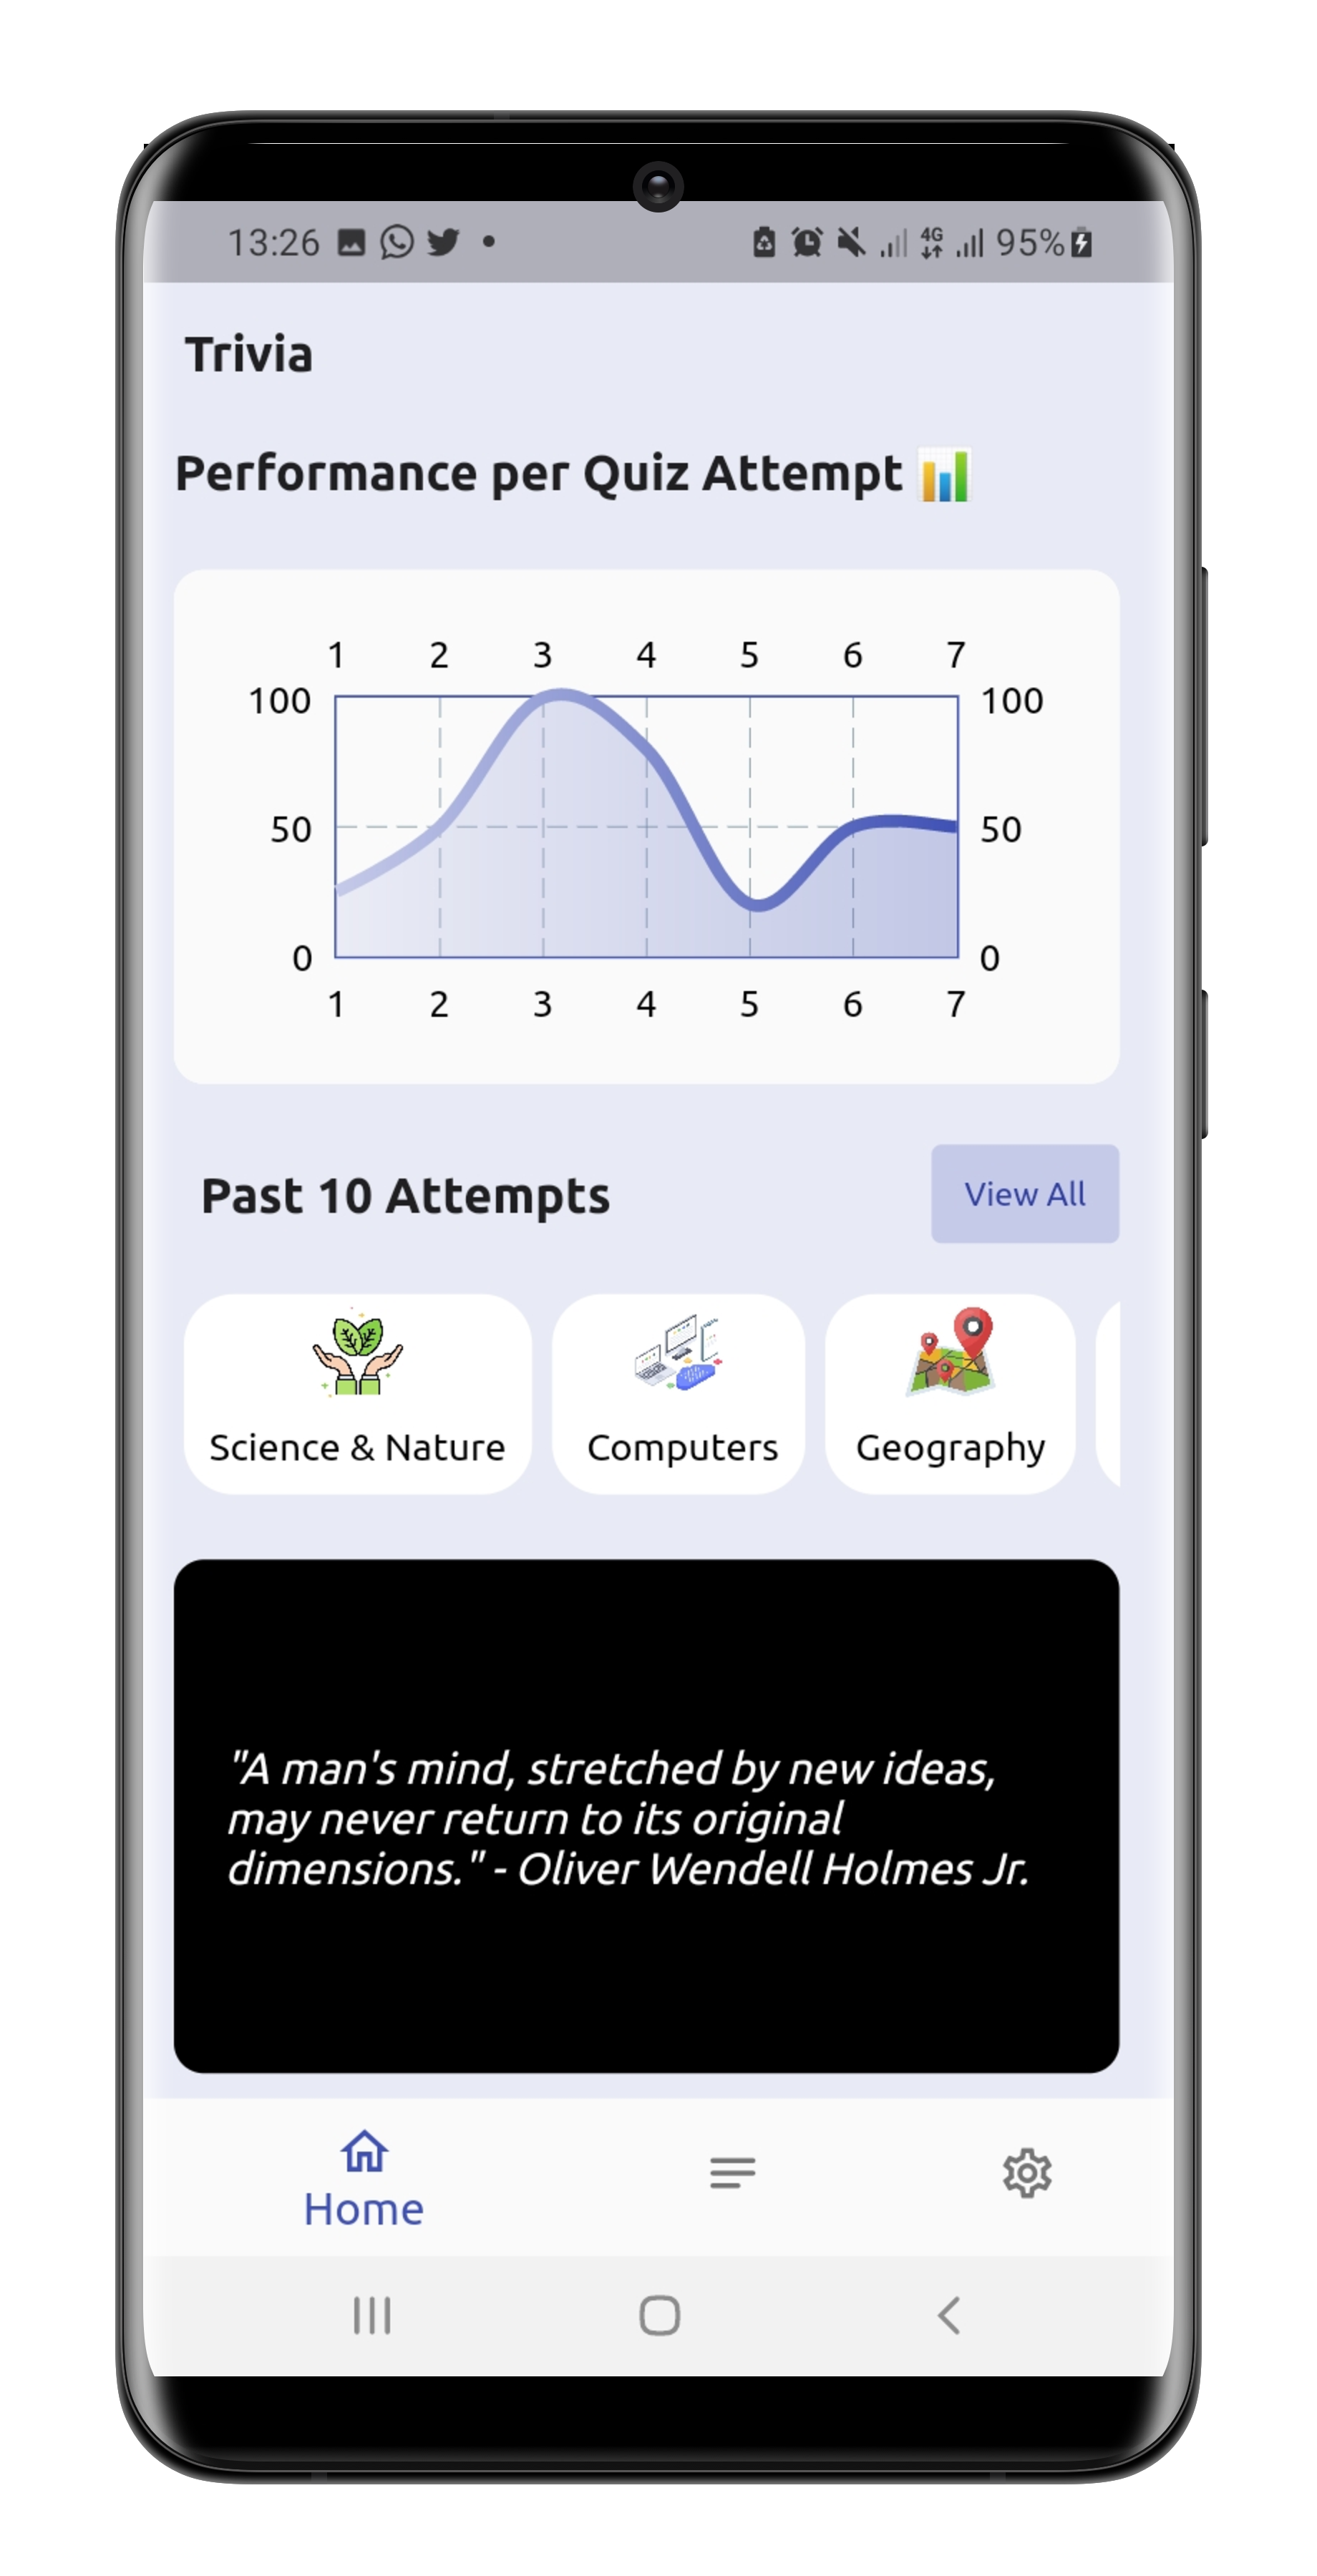 13:26 4G 95%
Trivia
Performance per Quiz Attempt
1 2 3 4 5 6 7
100 100
50 50
0 0
1 2 3 4 5 6 7
Past 10 Attempts View All
Science & Nature Computers Geography
"A man's mind, stretched by new ideas,
may never return to its original
dimensions." - Oliver Wendell Holmes Jr.
Home